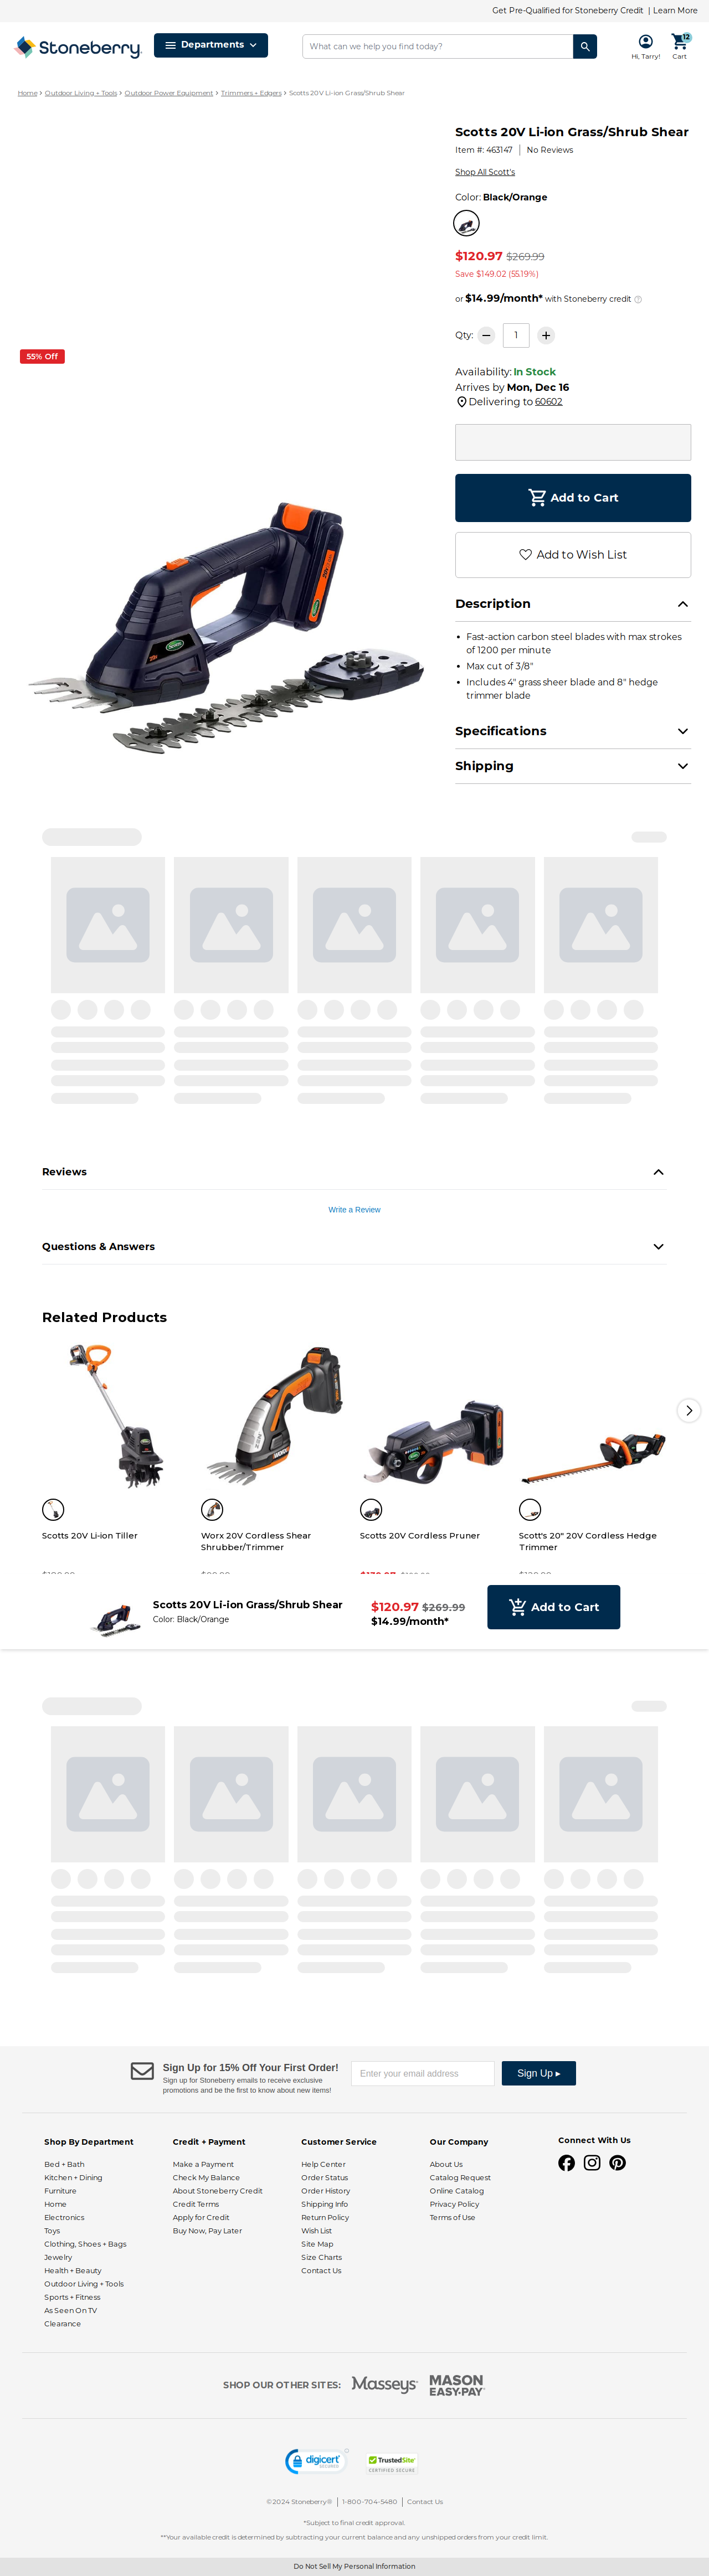 Get Pre-Qualified for Stoneberry Credit | Learn More
Stoneberry.
Departments
What can we help you find today?
Hi, Tarry!
12
Cart
Home > Outdoor Living + Tools > Outdoor Power Equipment > Trimmers + Edgers > Scotts 20V Li-ion Grass/Shrub Shear
55% Off
Scotts 20V Li-ion Grass/Shrub Shear
Item #: 463147 | No Reviews
Shop All Scott's
Color: Black/Orange
$120.97 $269.99
Save $149.02 (55.19%)
or $14.99/month* with Stoneberry credit
Qty: 1
Availability: In Stock
Arrives by Mon, Dec 16
Delivering to 60602
Add to Cart
Add to Wish List
Description
• Fast-action carbon steel blades with max strokes
of 1200 per minute
• Max cut of 3/8"
• Includes 4" grass sheer blade and 8" hedge
trimmer blade
Specifications
Shipping
Reviews
Write a Review
Questions & Answers
Related Products
Scotts 20V Li-ion Tiller
Worx 20V Cordless Shear
Shrubber/Trimmer
Scotts 20V Cordless Pruner
Scott's 20" 20V Cordless Hedge
Trimmer
Scotts 20V Li-ion Grass/Shrub Shear
Color: Black/Orange
$120.97 $269.99
$14.99/month*
Add to Cart
Sign Up for 15% Off Your First Order!
Sign up for Stoneberry emails to receive exclusive
promotions and be the first to know about new items!
Enter your email address
Sign Up ▸
Shop By Department
Bed + Bath
Kitchen + Dining
Furniture
Home
Electronics
Toys
Clothing, Shoes + Bags
Jewelry
Health + Beauty
Outdoor Living + Tools
Sports + Fitness
As Seen On TV
Clearance
Credit + Payment
Make a Payment
Check My Balance
About Stoneberry Credit
Credit Terms
Apply for Credit
Buy Now, Pay Later
Customer Service
Help Center
Order Status
Order History
Shipping Info
Return Policy
Wish List
Site Map
Size Charts
Contact Us
Our Company
About Us
Catalog Request
Online Catalog
Privacy Policy
Terms of Use
Connect With Us
SHOP OUR OTHER SITES:
Masseys
MASON
EASY•PAY
digicert
SECURED
TrustedSite
CERTIFIED SECURE
©2024 Stoneberry® | 1-800-704-5480 | Contact Us
*Subject to final credit approval.
**Your available credit is determined by subtracting your current balance and any unshipped orders from your credit limit.
Do Not Sell My Personal Information